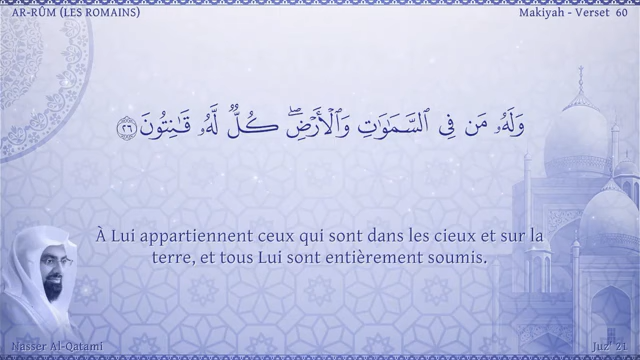 AR-RŪM (LES ROMAINS)
Makiyah - Verset 60
وَلَهُۥ مَن فِي ٱلسَّمَٰوَٰتِ وَٱلْأَرْضِۖ كُلٌّ لَّهُۥ قَٰنِتُونَ ٢٦
À Lui appartiennent ceux qui sont dans les cieux et sur la
terre, et tous Lui sont entièrement soumis.
Nasser Al-Qatami
Juz' 21